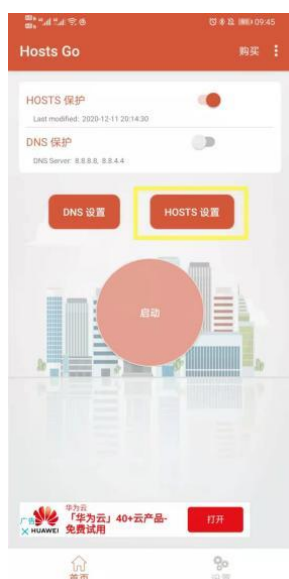 09:45
Hosts Go
购买
HOSTS 保护
Last modified: 2020-12-11 20:14:30
DNS 保护
DNS Server: 8.8.8.8, 8.8.4.4
DNS 设置
HOSTS 设置
启动
广告
HUAWEI
华为云
「华为云」40+云产品-
免费试用
打开
首页
设置